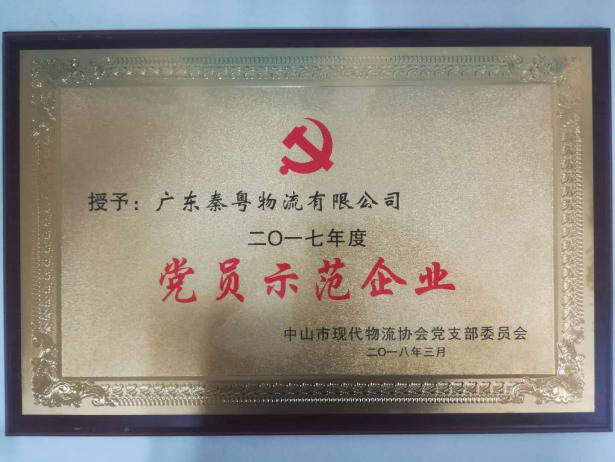 授予：广东秦粤物流有限公司
二〇一七年度
党员示范企业
中山市现代物流协会党支部委员会
二〇一八年三月